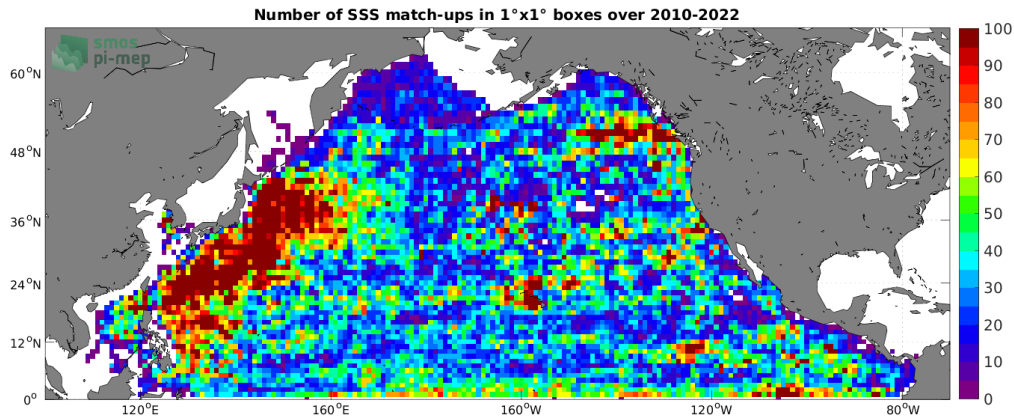 Number of SSS match-ups in 1°x1° boxes over 2010-2022
smos
pi-mep
100
90
80
70
60
50
40
30
20
10
0
60°N
48°N
36°N
24°N
12°N
0°
120°E
160°E
160°W
120°W
80°W